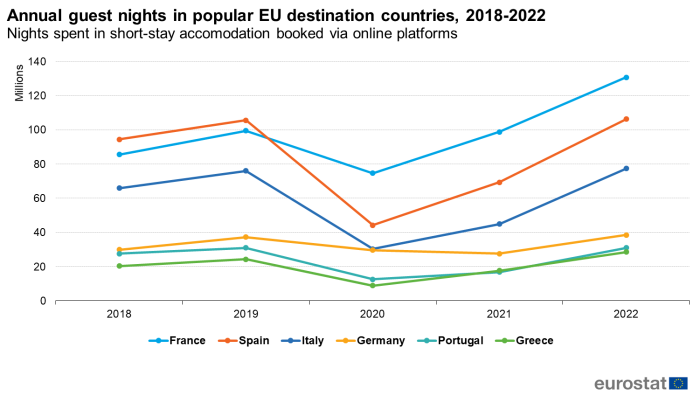 Annual guest nights in popular EU destination countries, 2018-2022
Nights spent in short-stay accomodation booked via online platforms
Millions
140
120
100
80
60
40
20
0
2018 2019 2020 2021 2022
France Spain Italy Germany Portugal Greece
eurostat